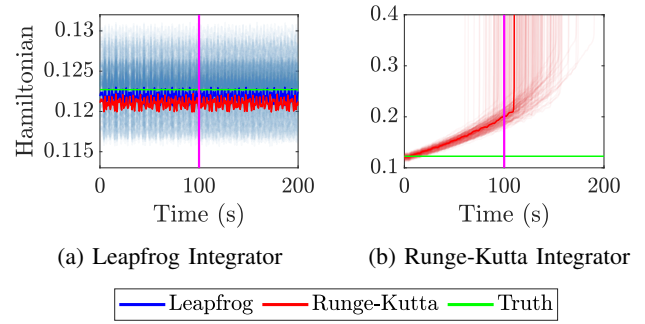 0.13
0.125
0.12
0.115
Hamiltonian
0 100 200
Time (s)
(a) Leapfrog Integrator
0.4
0.3
0.2
0.1
0 100 200
Time (s)
(b) Runge-Kutta Integrator
Leapfrog Runge-Kutta Truth